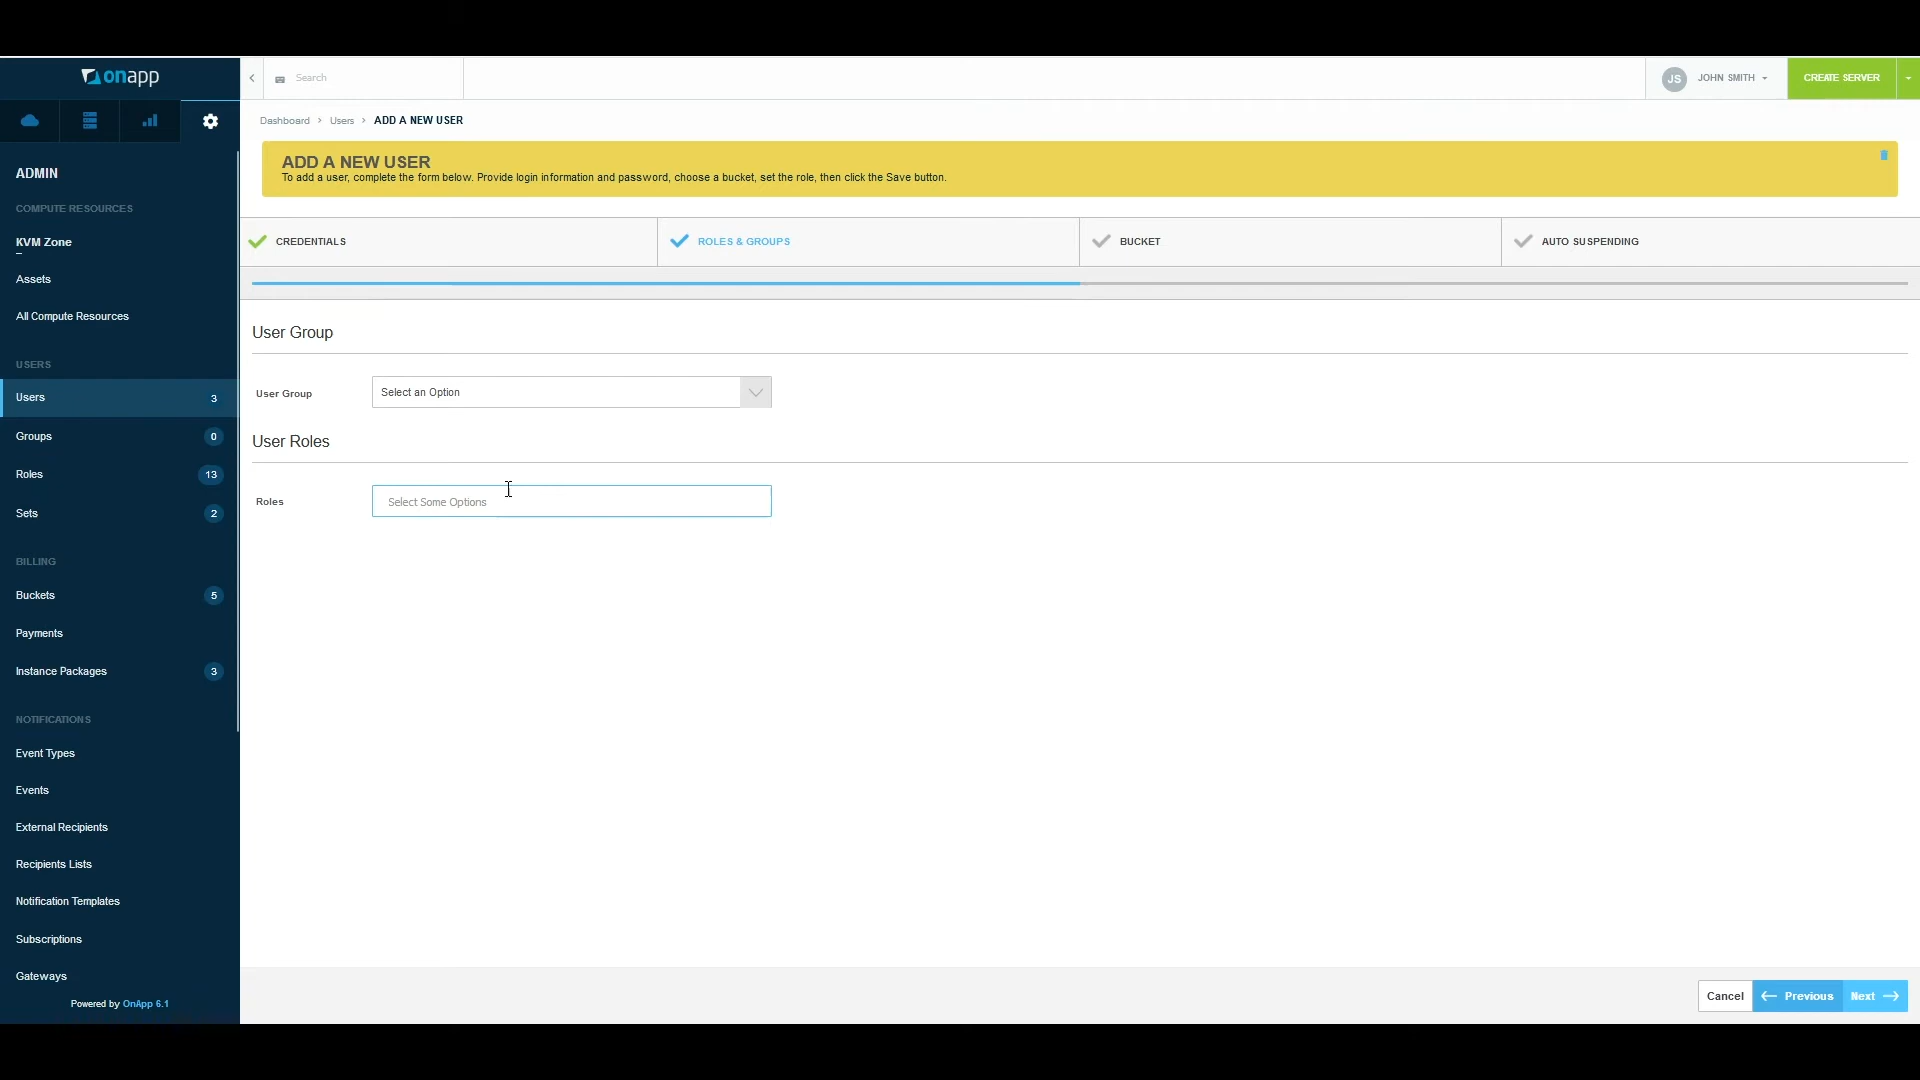 onapp
Search
JS JOHN SMITH
CREATE SERVER
Dashboard > Users > ADD A NEW USER
ADD A NEW USER
To add a user, complete the form below. Provide login information and password, choose a bucket, set the role, then click the Save button.
CREDENTIALS
ROLES & GROUPS
BUCKET
AUTO SUSPENDING
ADMIN
COMPUTE RESOURCES
KVM Zone
Assets
All Compute Resources
USERS
Users 3
Groups 0
Roles 13
Sets 2
BILLING
Buckets 5
Payments
Instance Packages 3
NOTIFICATIONS
Event Types
Events
External Recipients
Recipients Lists
Notification Templates
Subscriptions
Gateways
Powered by OnApp 6.1
User Group
User Group Select an Option
User Roles
Roles Select Some Options
Cancel
Previous
Next